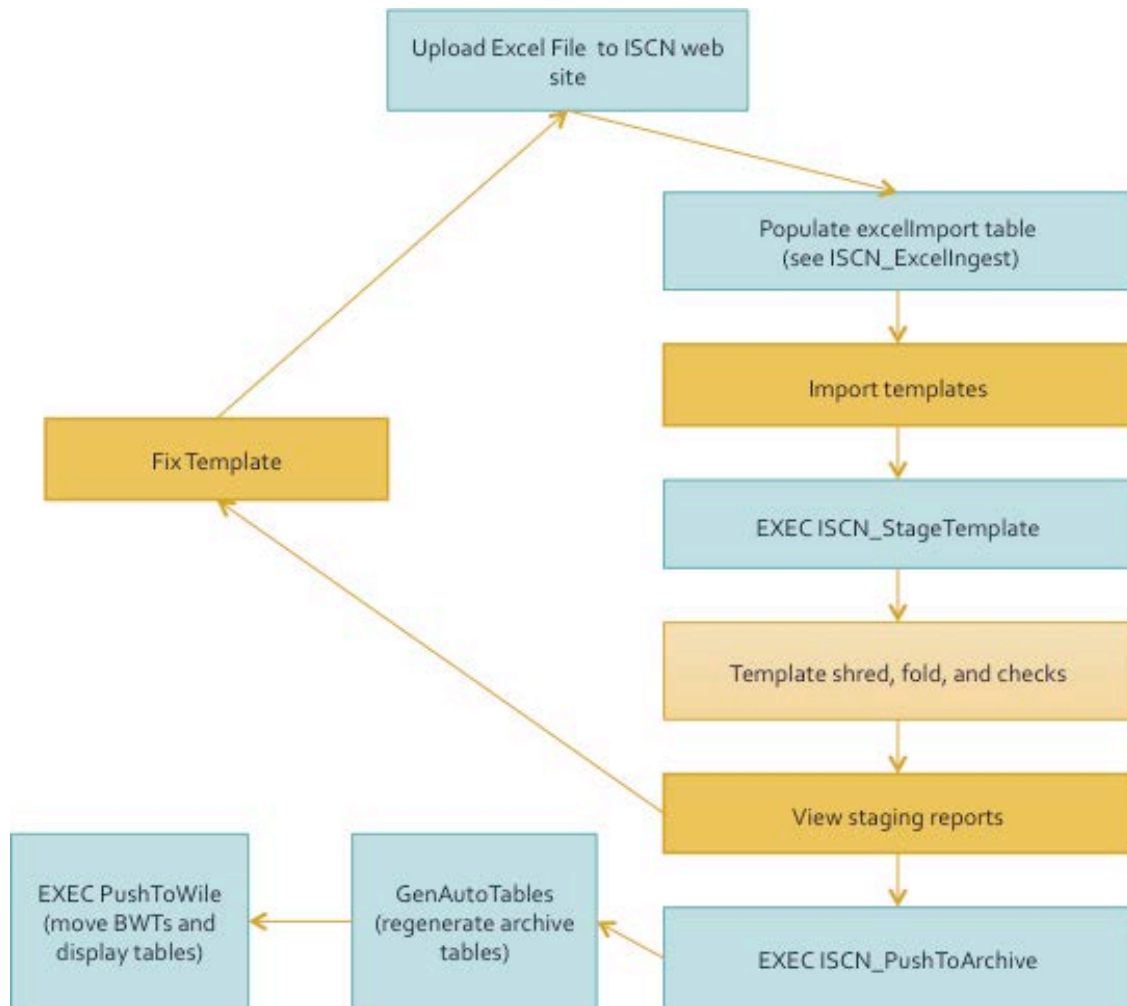 Upload Excel File to ISCN web
site
Populate excelImport table
(see ISCN_ExcelIngest)
Import templates
Fix Template
EXEC ISCN_StageTemplate
Template shred, fold, and checks
View staging reports
EXEC PushToWile
(move BWTs and
display tables)
GenAutoTables
(regenerate archive
tables)
EXEC ISCN_PushToArchive